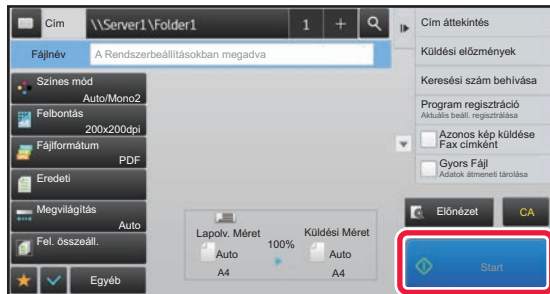 Cím
\\Server1\Folder1
1
+
Fájlnév
A Rendszerbeállításokban megadva
Színes mód
Auto/Mono2
Felbontás
200x200dpi
Fájlformátum
PDF
Eredeti
Megvilágítás
Auto
Fel. összeáll.
Egyéb
Lapolv. Méret
Auto
A4
100%
Küldési Méret
Auto
A4
Cím áttekintés
Küldési előzmények
Keresési szám behívása
Program regisztráció
Aktuális beáll. regisztrálása
Azonos kép küldése
Fax címként
Gyors Fájl
Adatok átmeneti tárolása
Előnézet
CA
Start